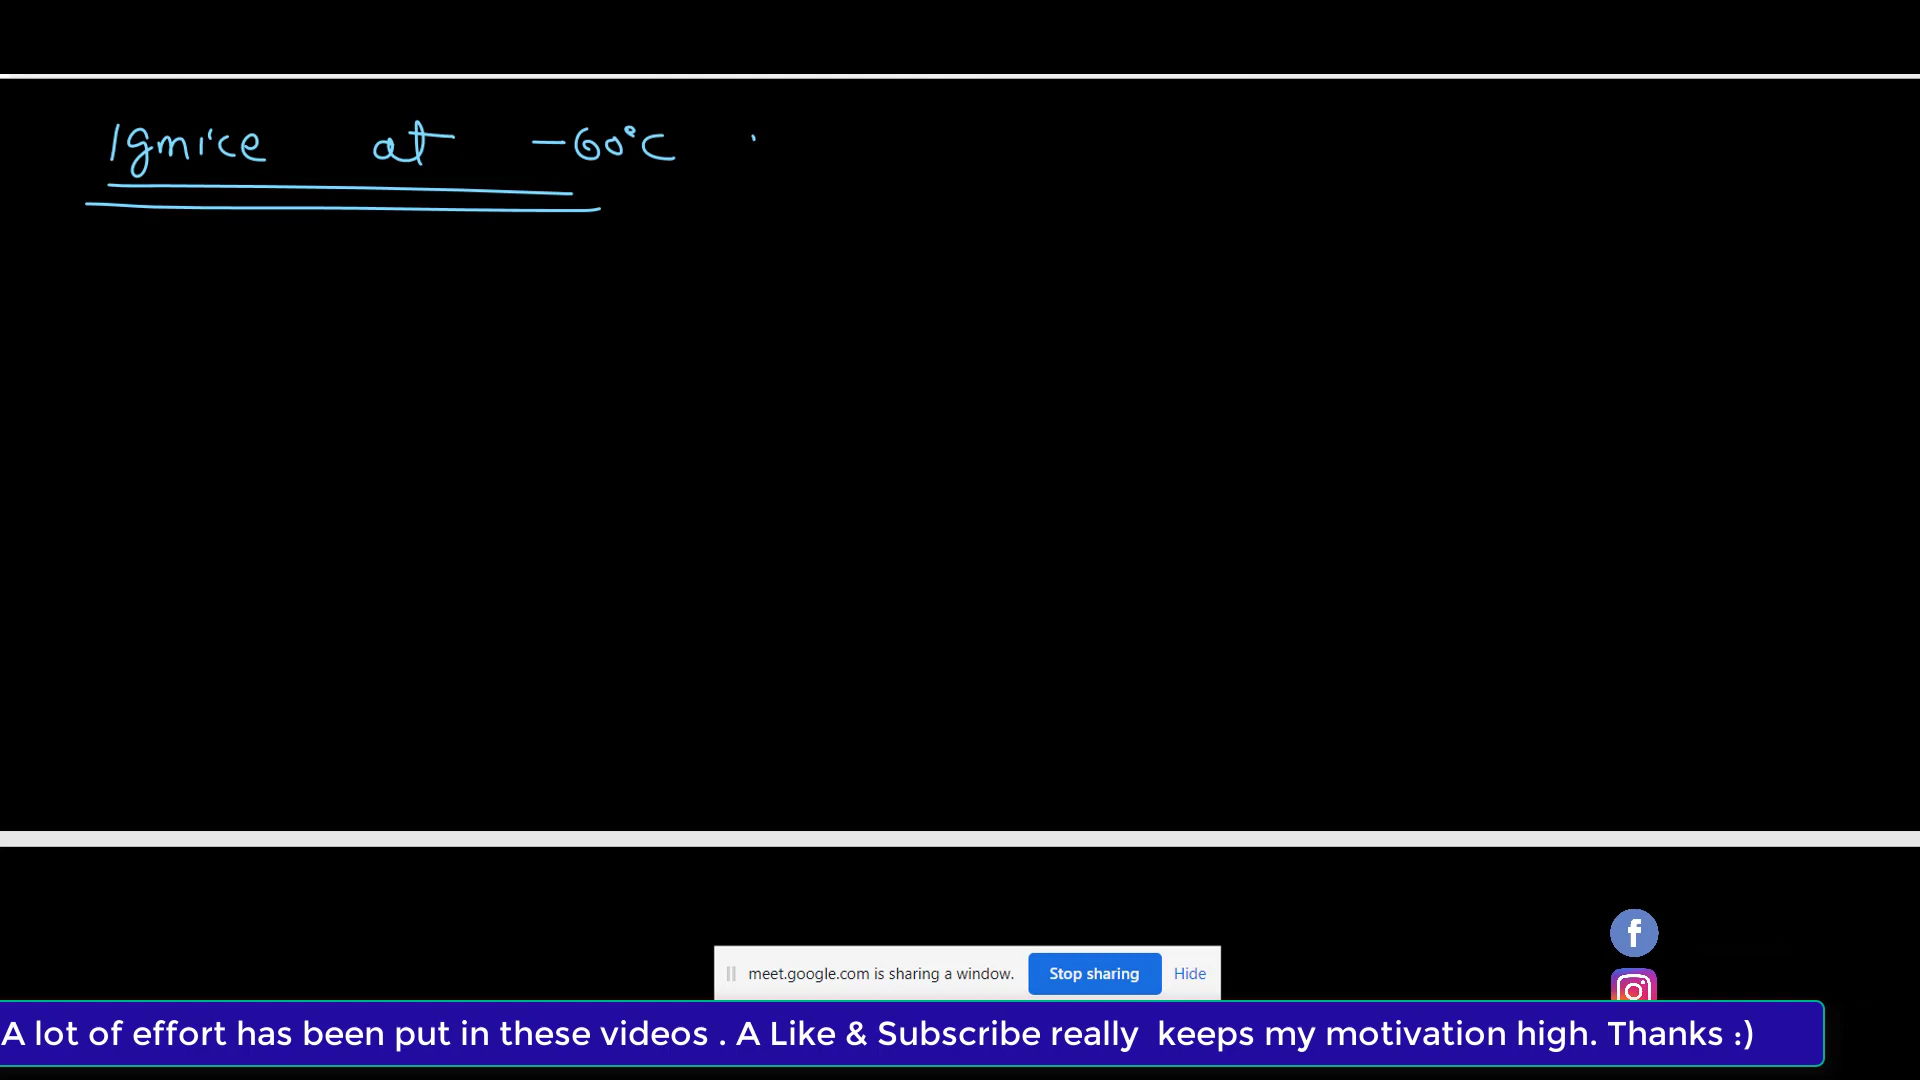 1gm ice at -60°C
meet.google.com is sharing a window. Stop sharing Hide
A lot of effort has been put in these videos . A Like & Subscribe really keeps my motivation high. Thanks :)